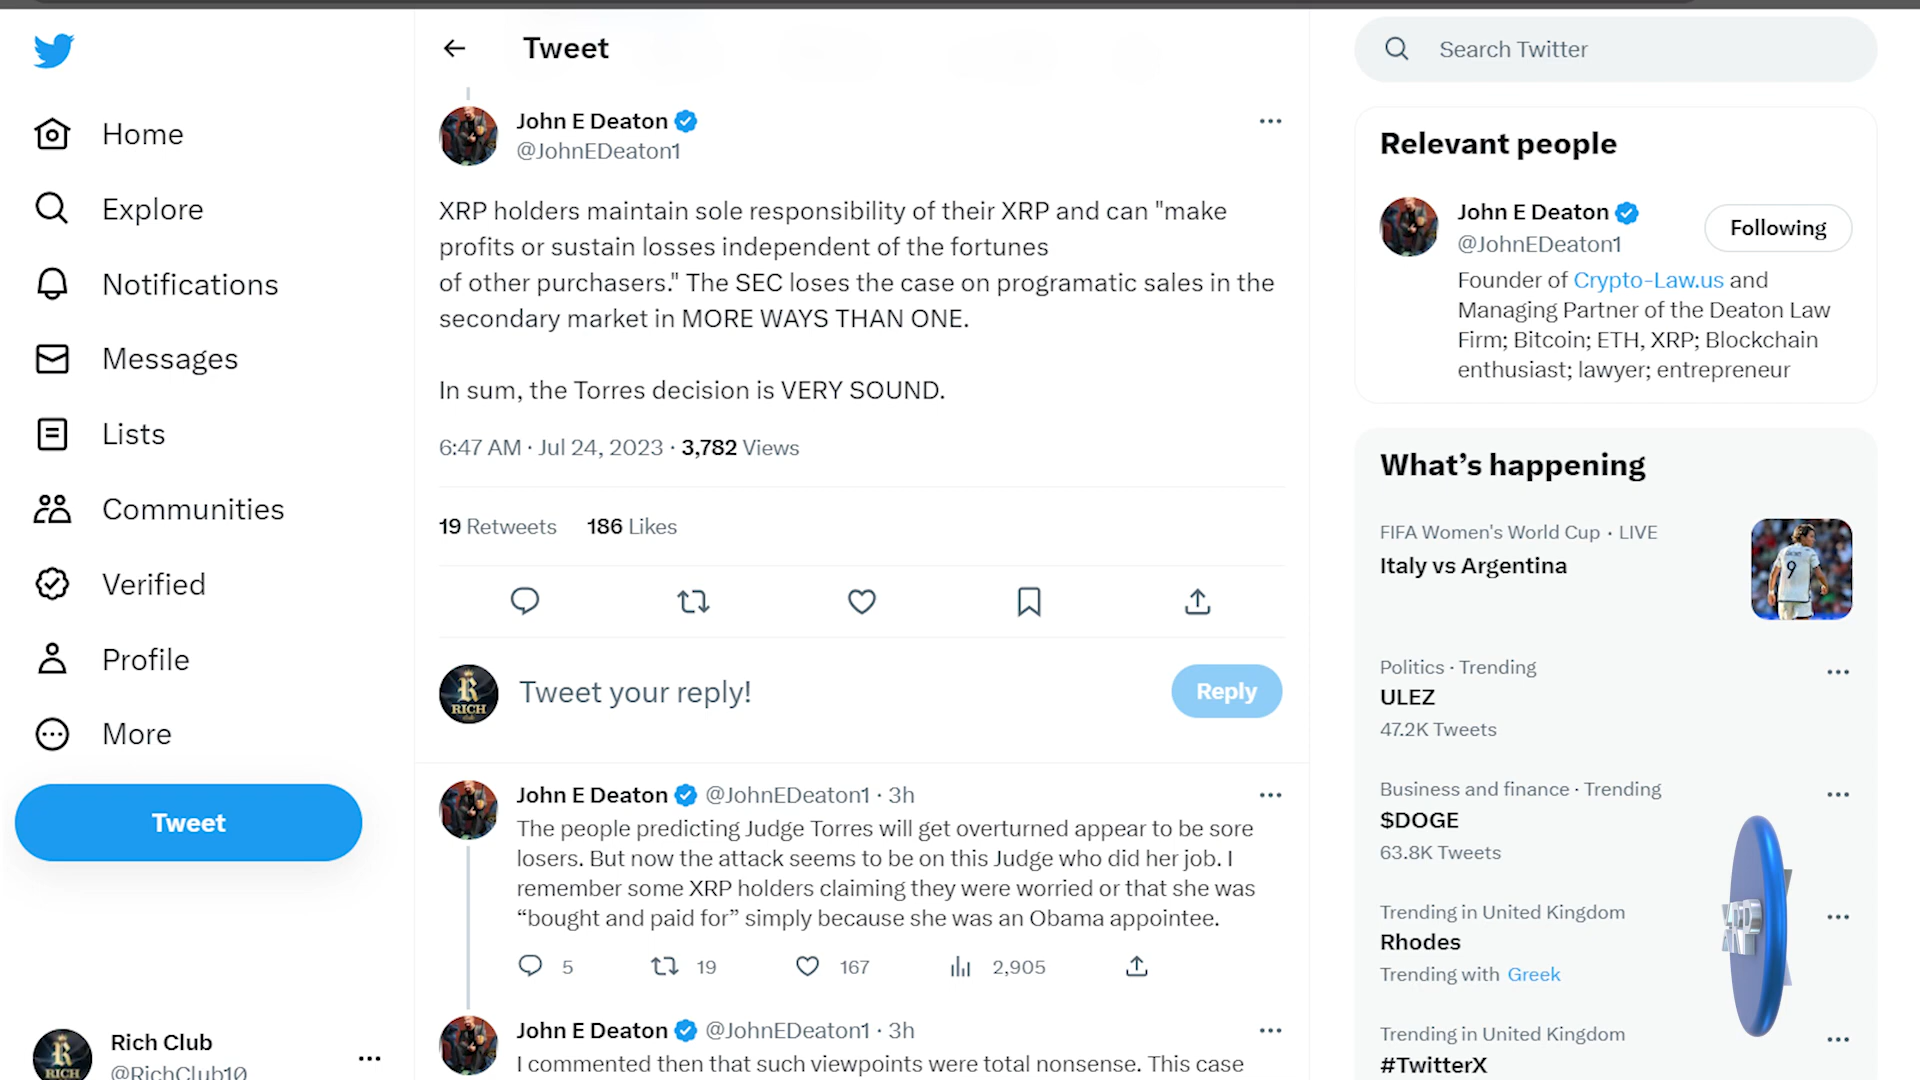 Tweet
Search Twitter
Home
Explore
Notifications
Messages
Lists
Communities
Verified
Profile
More
Tweet
Rich Club
@RichClub10
John E Deaton
@JohnEDeaton1
XRP holders maintain sole responsibility of their XRP and can "make
profits or sustain losses independent of the fortunes
of other purchasers." The SEC loses the case on programatic sales in the
secondary market in MORE WAYS THAN ONE.
In sum, the Torres decision is VERY SOUND.
6:47 AM · Jul 24, 2023 · 3,782 Views
19 Retweets 186 Likes
R
RICH
Tweet your reply!
Reply
John E Deaton @JohnEDeaton1 · 3h
The people predicting Judge Torres will get overturned appear to be sore
losers. But now the attack seems to be on this Judge who did her job. I
remember some XRP holders claiming they were worried or that she was
“bought and paid for” simply because she was an Obama appointee.
5 19 167 2,905
John E Deaton @JohnEDeaton1 · 3h
I commented then that such viewpoints were total nonsense. This case
Relevant people
John E Deaton
@JohnEDeaton1
Following
Founder of Crypto-Law.us and
Managing Partner of the Deaton Law
Firm; Bitcoin; ETH, XRP; Blockchain
enthusiast; lawyer; entrepreneur
What’s happening
FIFA Women's World Cup · LIVE
Italy vs Argentina
9
Politics · Trending
ULEZ
47.2K Tweets
Business and finance · Trending
$DOGE
63.8K Tweets
Trending in United Kingdom
Rhodes
Trending with Greek
XRP
Trending in United Kingdom
#TwitterX
R
RICH